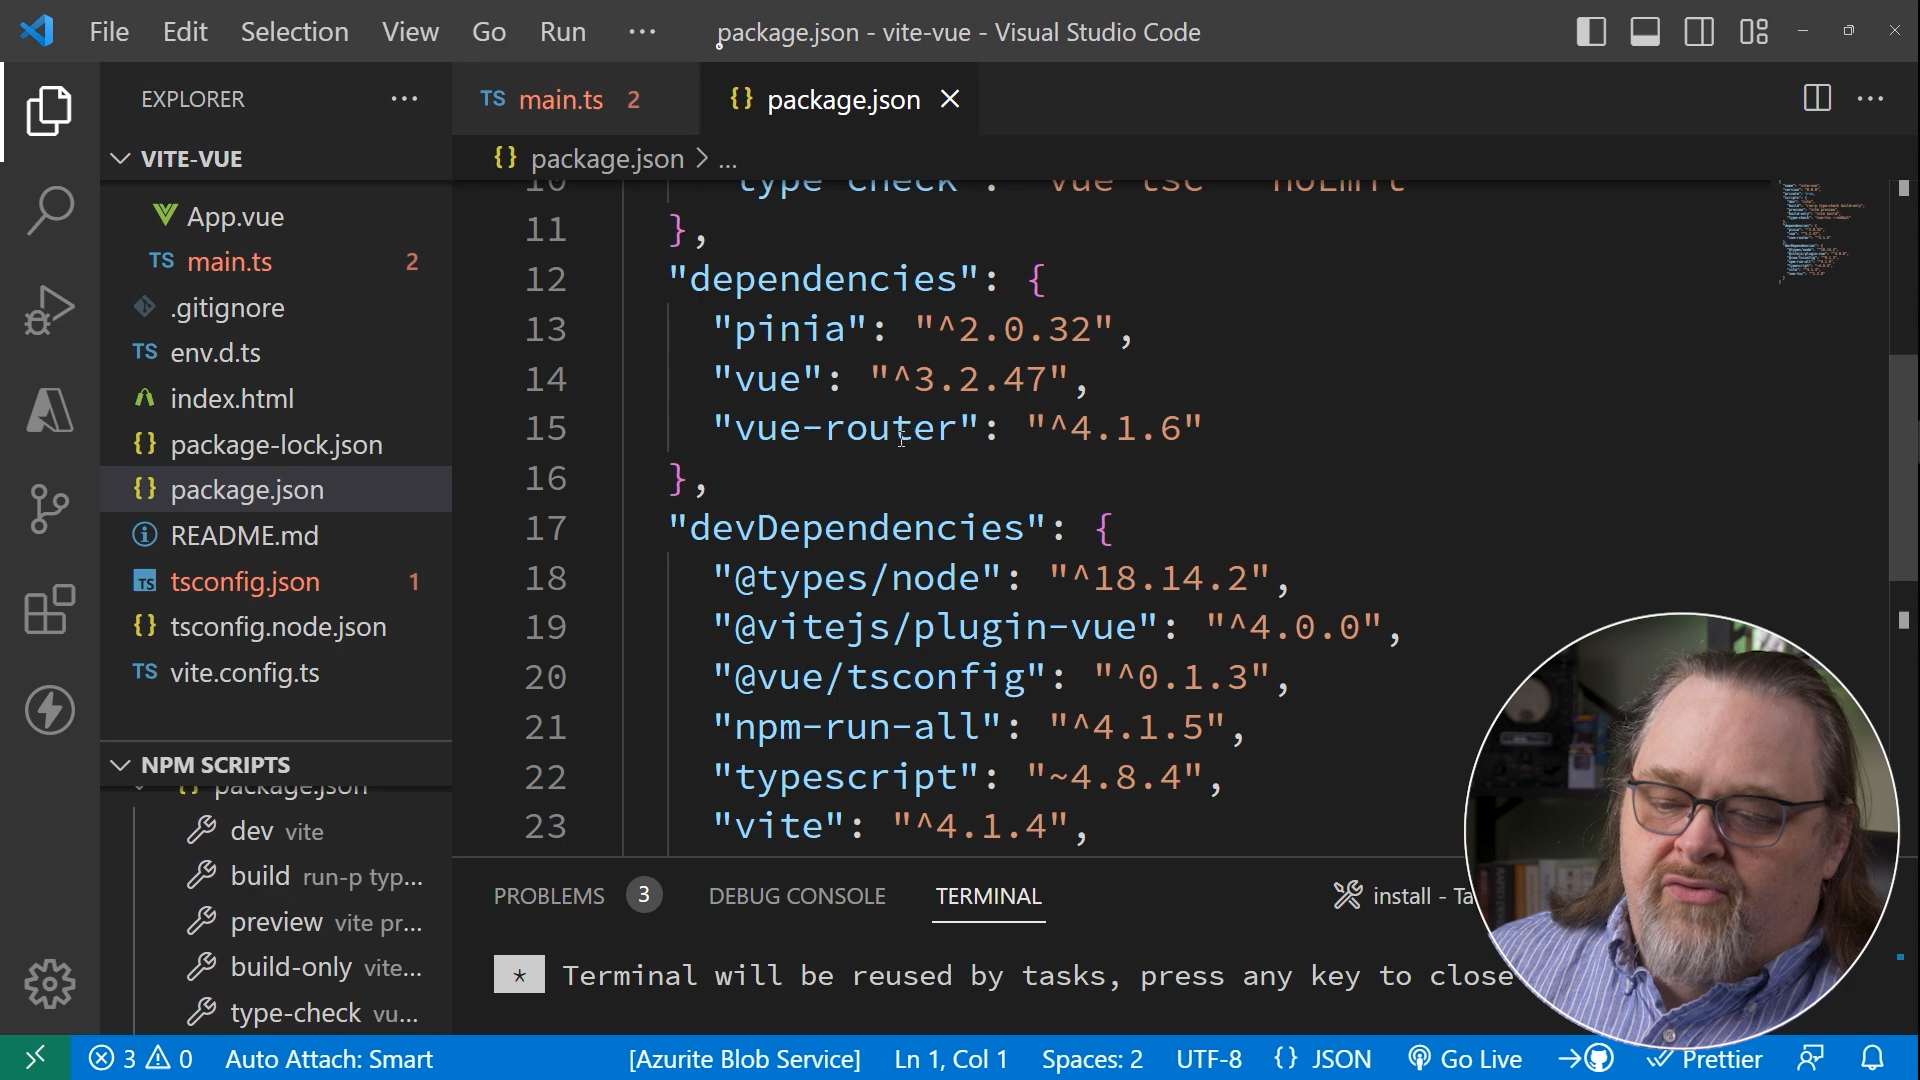 File Edit Selection View Go Run ··· package.json - vite-vue - Visual Studio Code
EXPLORER ···
TS main.ts 2
{} package.json
VITE-VUE
{} package.json > ...
App.vue
TS main.ts 2
.gitignore
TS env.d.ts
index.html
{} package-lock.json
{} package.json
README.md
TS tsconfig.json 1
{} tsconfig.node.json
TS vite.config.ts
NPM SCRIPTS
{} package.json
dev vite
build run-p typ...
preview vite pr...
build-only vite...
type-check vu...
10
11 },
12 "dependencies": {
13 "pinia": "^2.0.32",
14 "vue": "^3.2.47",
15 "vue-router": "^4.1.6"
16 },
17 "devDependencies": {
18 "@types/node": "^18.14.2",
19 "@vitejs/plugin-vue": "^4.0.0",
20 "@vue/tsconfig": "^0.1.3",
21 "npm-run-all": "^4.1.5",
22 "typescript": "~4.8.4",
23 "vite": "^4.1.4",
PROBLEMS 3 DEBUG CONSOLE TERMINAL install - Ta
* Terminal will be reused by tasks, press any key to close
3 0 Auto Attach: Smart [Azurite Blob Service] Ln 1, Col 1 Spaces: 2 UTF-8 {} JSON Go Live Prettier